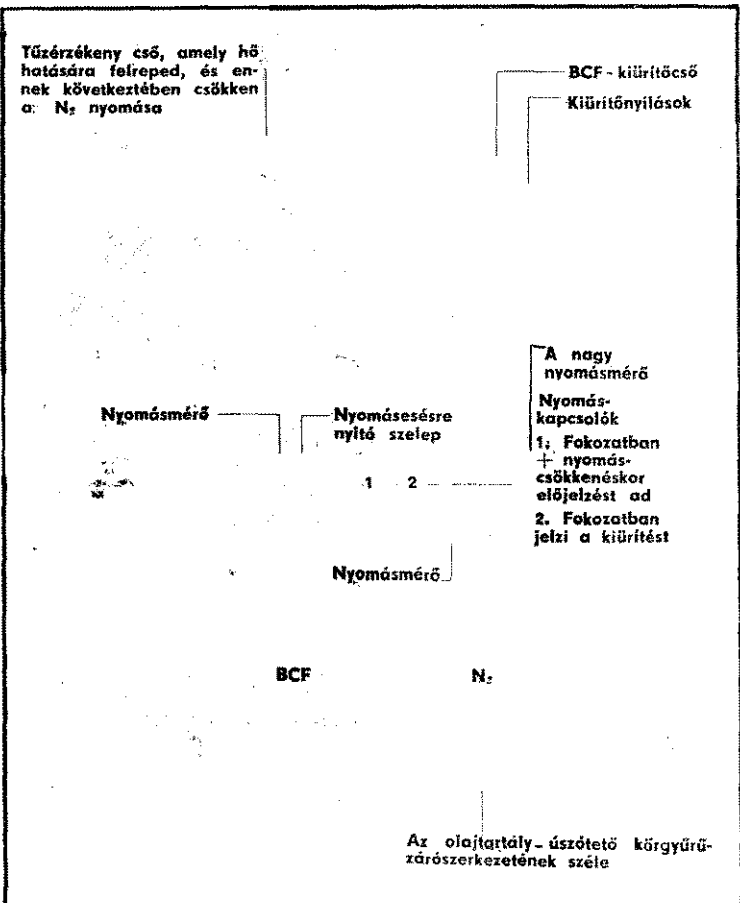 Tűzérzékeny cső, amely hő
hatására felreped, és en-
nek következtében csökken
a N₂ nyomása
BCF - kiürítőcső
Kiürítőnyílások
A nagy
nyomásmérő
Nyomás-
kapcsolók
1. Fokozatban
+ nyomás-
csökkenéskor
előjelzést ad
2. Fokozatban
jelzi a kiürítést
Nyomásmérő
Nyomásesésre
nyitó szelep
1 2
Nyomásmérő
BCF
N₂
Az olajtartály - úszótető körgyűrű-
zárószerkezetének széle